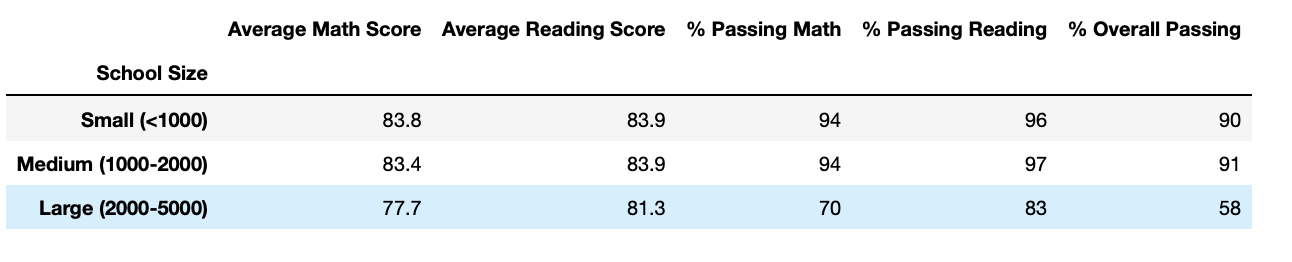 Average Math Score Average Reading Score % Passing Math % Passing Reading % Overall Passing
School Size
Small (<1000) 83.8 83.9 94 96 90
Medium (1000-2000) 83.4 83.9 94 97 91
Large (2000-5000) 77.7 81.3 70 83 58